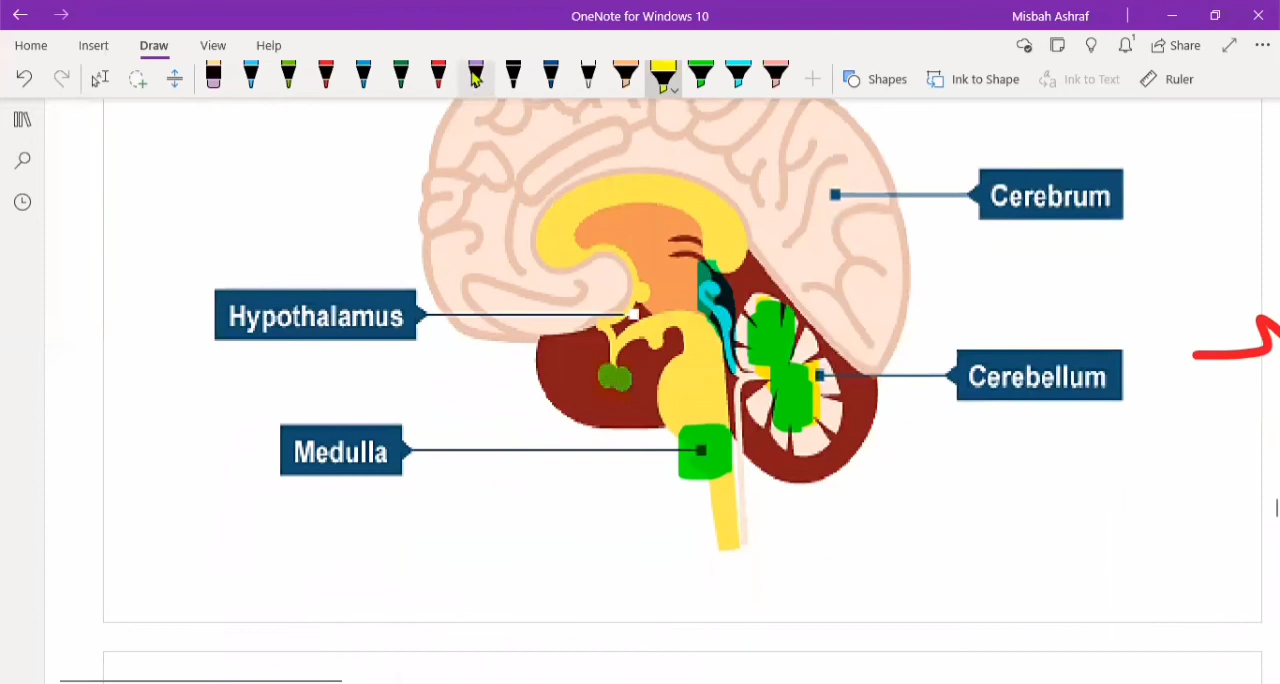 OneNote for Windows 10
Misbah Ashraf
Home Insert Draw View Help
1
Share
Shapes
Ink to Shape
Ink to Text
Ruler
Cerebrum
Hypothalamus
Cerebellum
Medulla